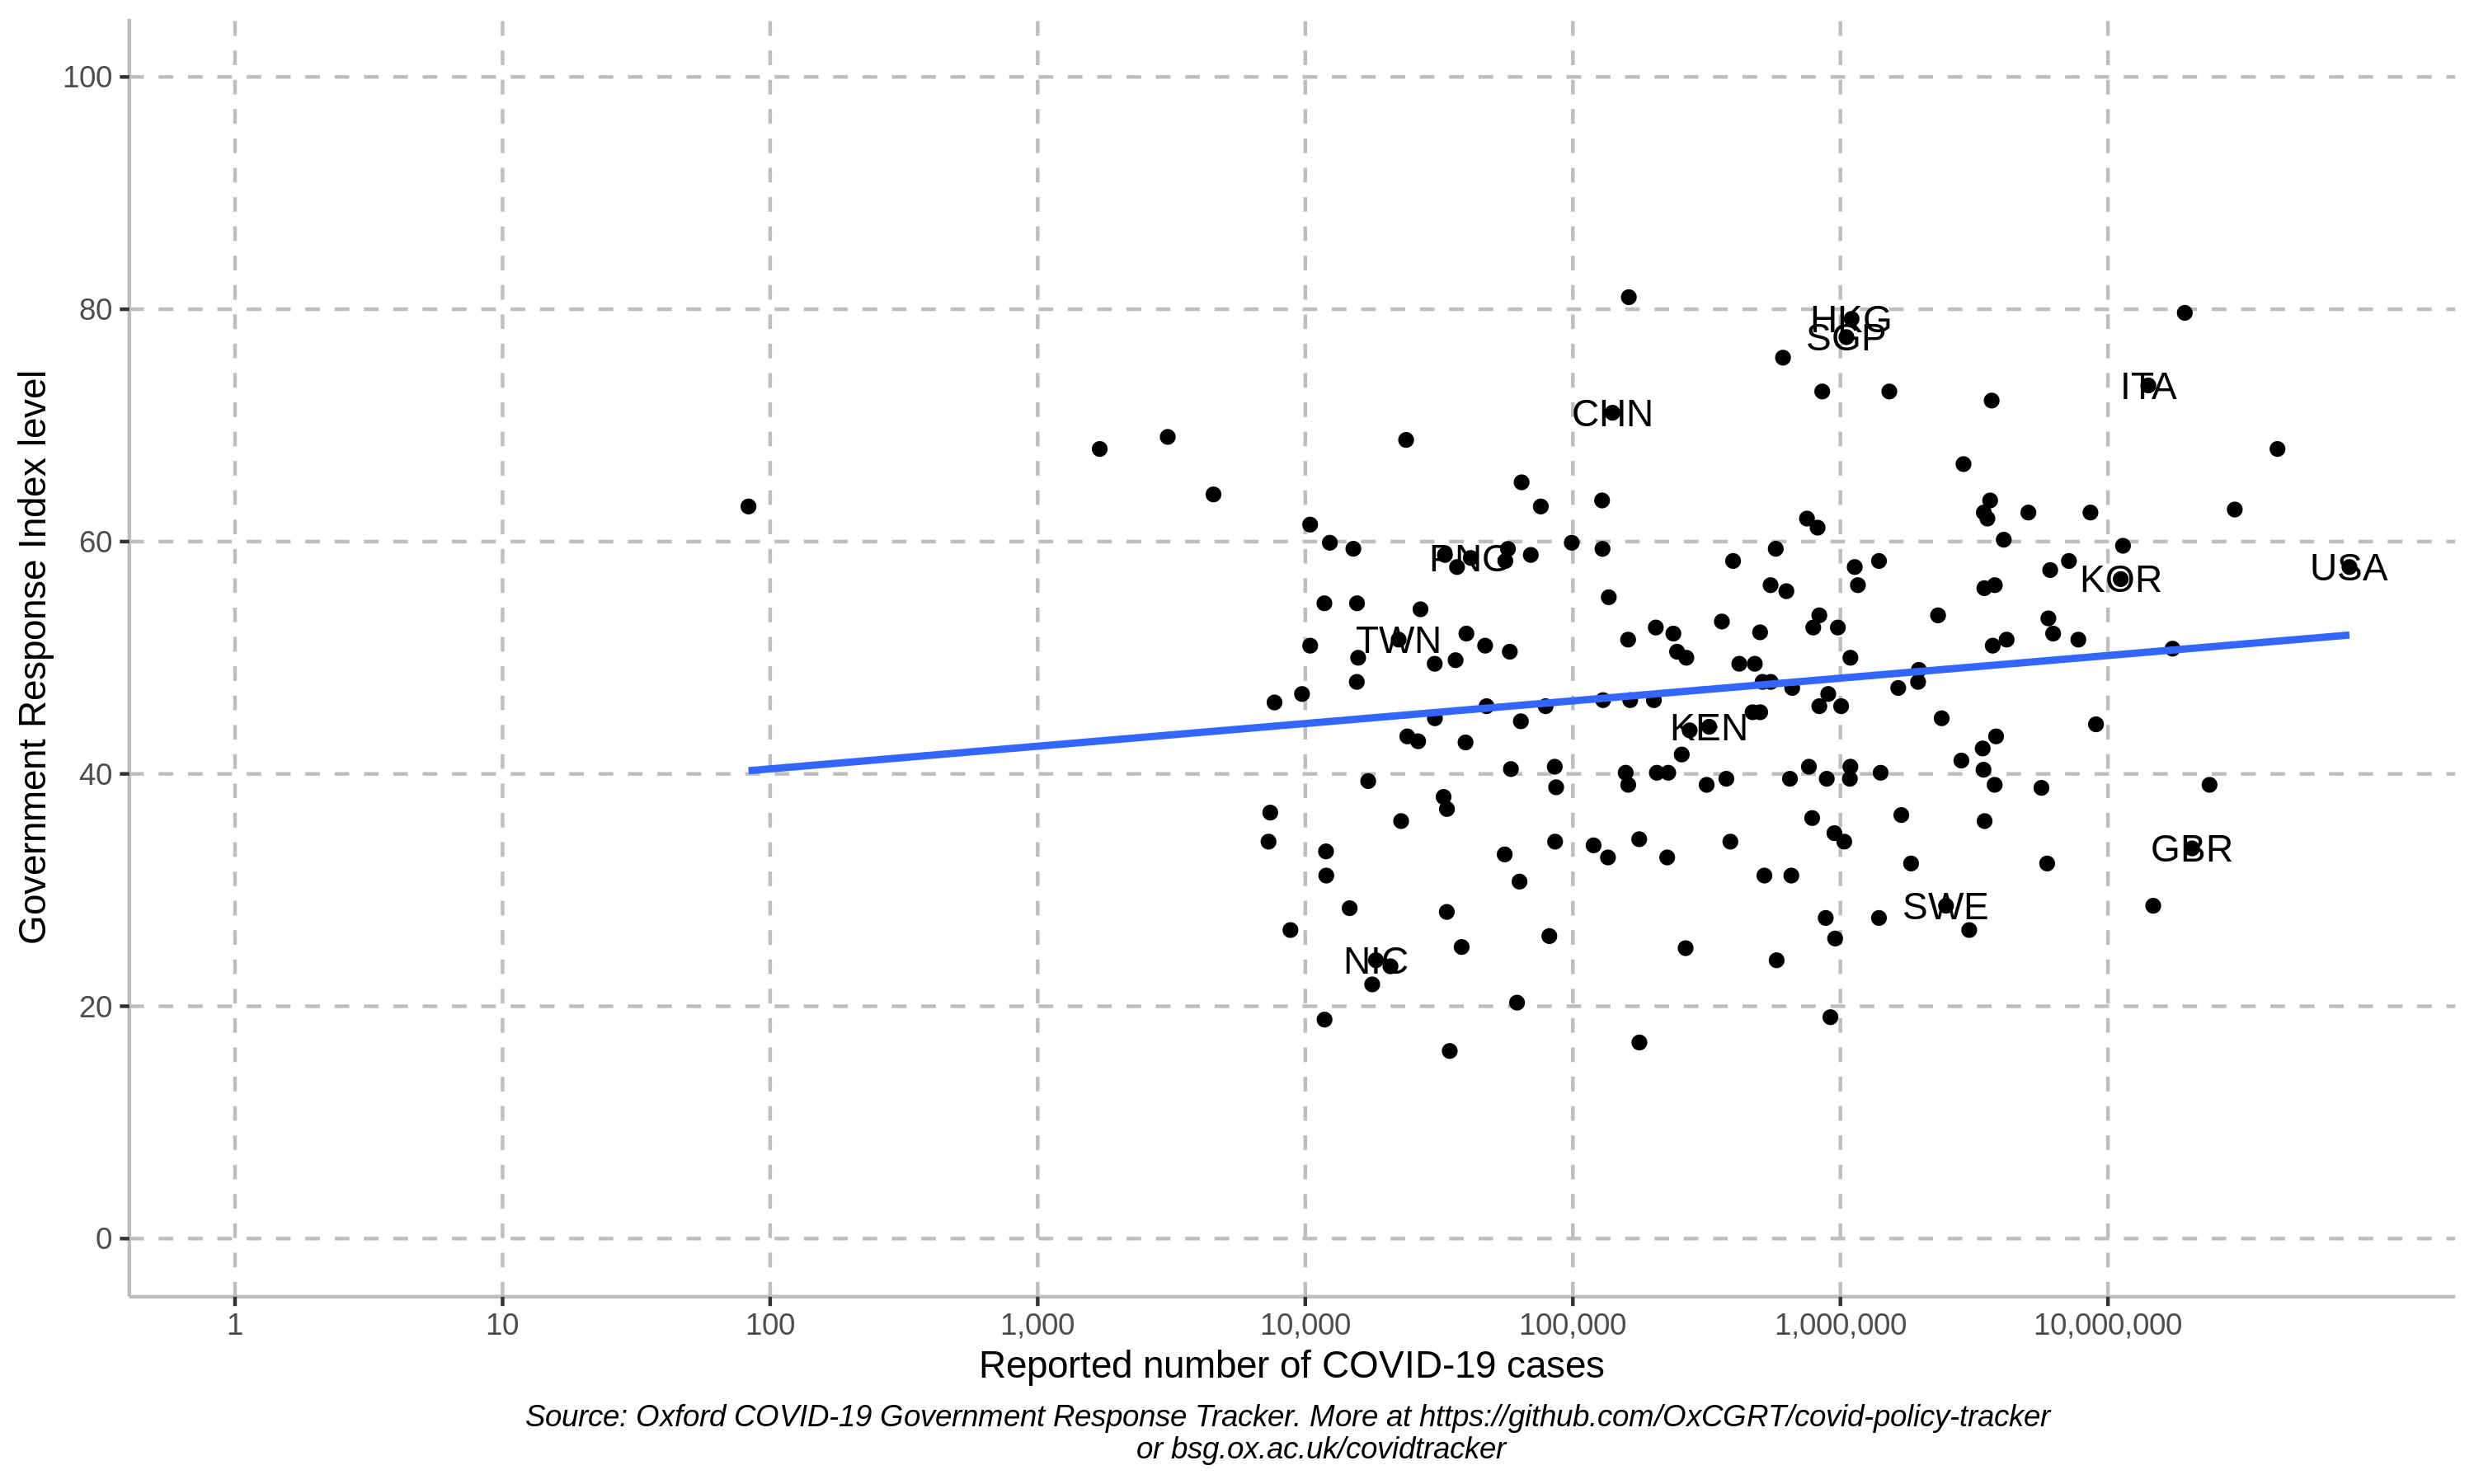 Government Response Index level
100
80
60
40
20
0
HKG
SGP
ITA
CHN
PNG
USA
KOR
TWN
KEN
GBR
SWE
NIC
1
10
100
1,000
10,000
100,000
1,000,000
10,000,000
Reported number of COVID-19 cases
Source: Oxford COVID-19 Government Response Tracker. More at https://github.com/OxCGRT/covid-policy-tracker
or bsg.ox.ac.uk/covidtracker